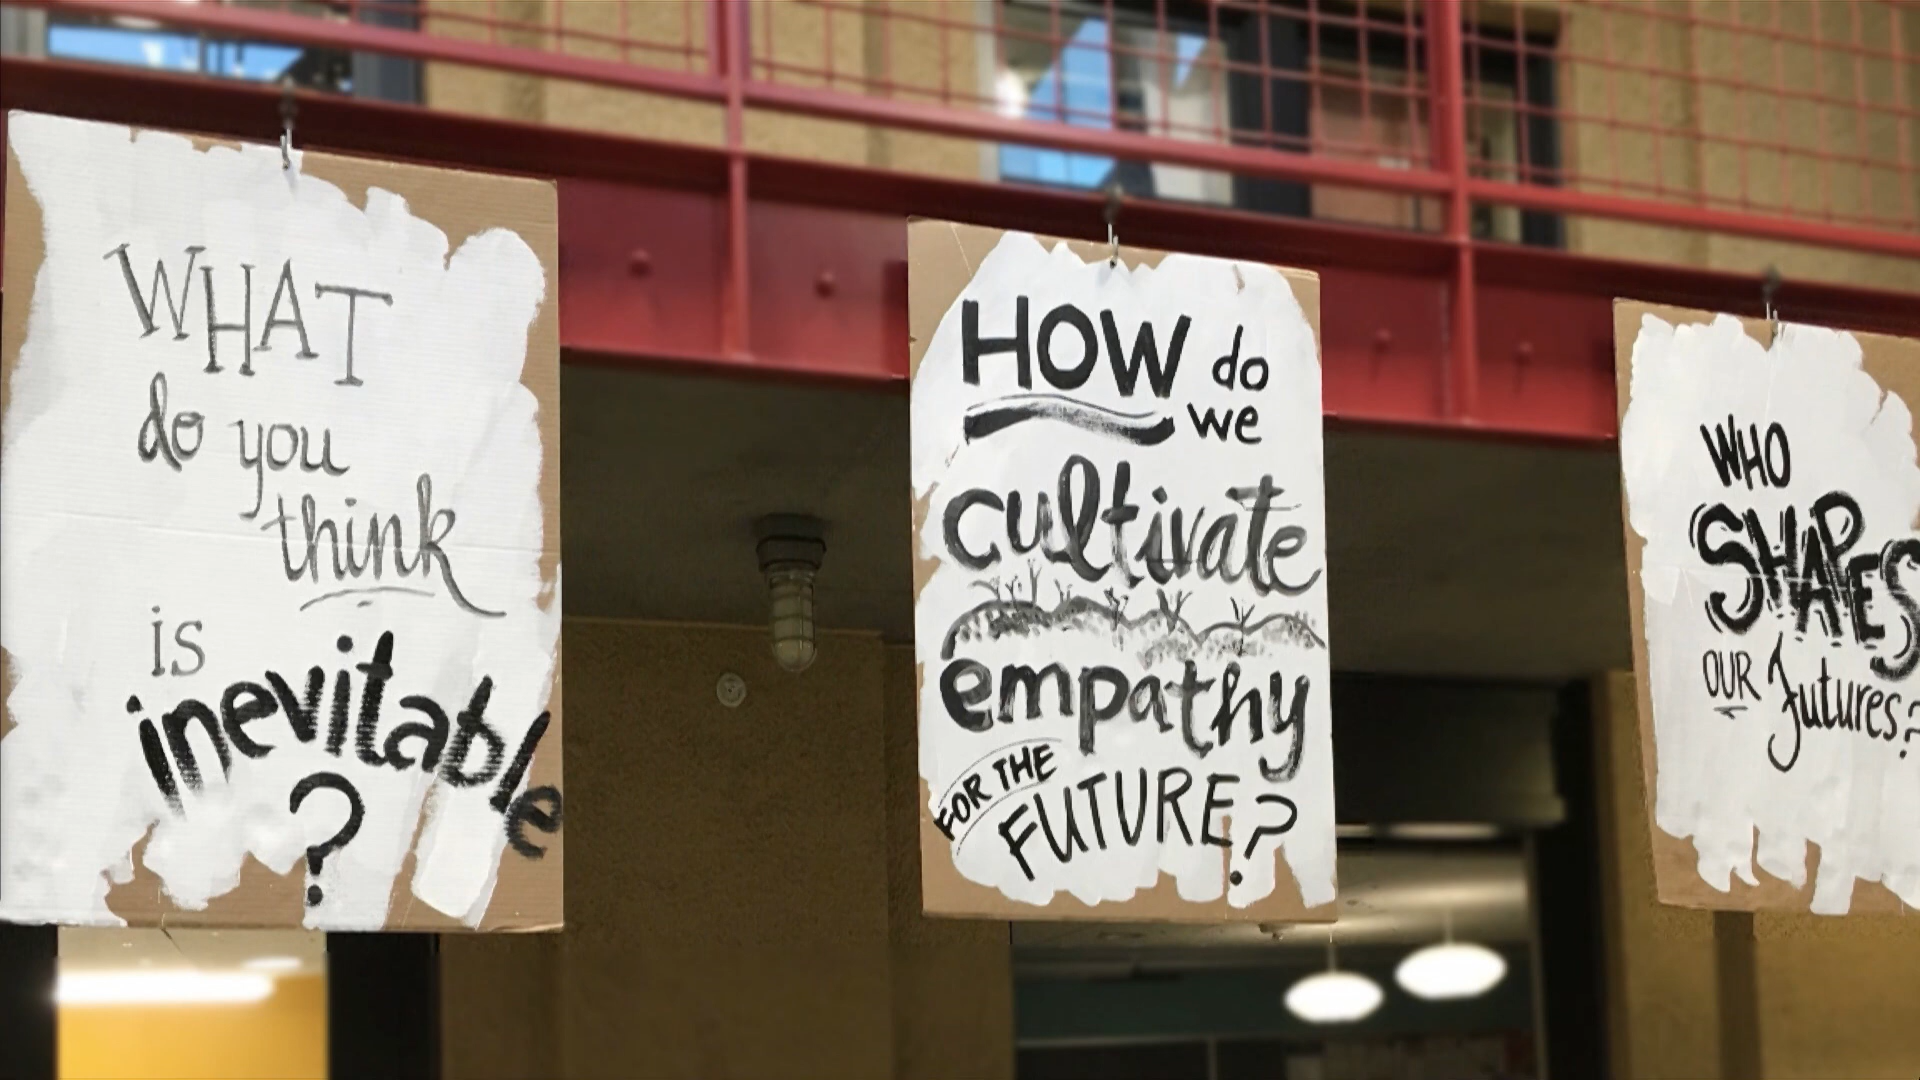 WHAT
do you
think
is
inevitable
?
HOW do
we
cultivate
empathy
FOR THE
FUTURE?
WHO
SHAPES
OUR futures?